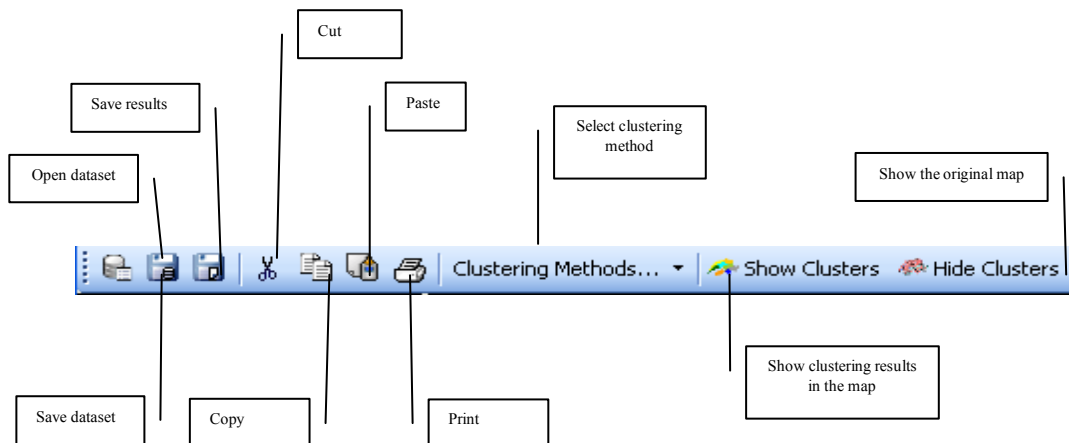 Cut
Save results
Paste
Select clustering
method
Open dataset
Show the original map
Clustering Methods...
Show Clusters
Hide Clusters
Show clustering results
in the map
Save dataset
Copy
Print